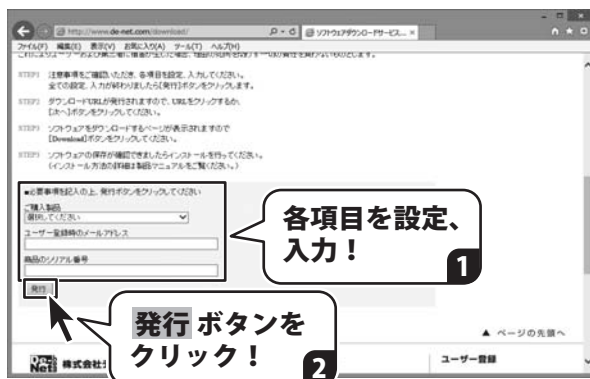 http://www.de-net.com/download/
ソフトウェアダウンロードサービス... ×
ファイル(F) 編集(E) 表示(V) お気に入り(A) ツール(T) ヘルプ(H)
STEP1 注意事項をご確認いただき、各項目を設定、入力してください。
全ての設定、入力が終わりましたら[発行]ボタンをクリックします。
STEP2 ダウンロードURLが発行されますので、URLをクリックするか、
[次へ]ボタンをクリックしてください。
STEP3 ソフトウェアをダウンロードするページが表示されますので
[Download]ボタンをクリックしてください。
ソフトウェアの保存が確認できましたらインストールを行ってください。
(インストール方法の詳細は製品マニュアルをご覧ください。)
■必要事項を記入の上、発行ボタンをクリックしてください
ご購入製品
選択してください
ユーザー登録時のメールアドレス
商品のシリアル番号
発行
各項目を設定、
入力!
1
発行 ボタンを
クリック!
2
▲ ページの先頭へ
De-Net 株式会社
ユーザー登録